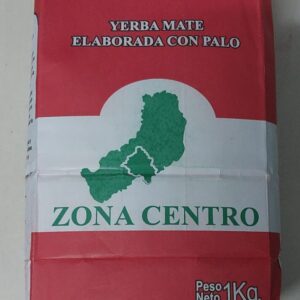 YERBA MATE
ELABORADA CON PALO
ZONA CENTRO
Peso
Neto 1Kg.